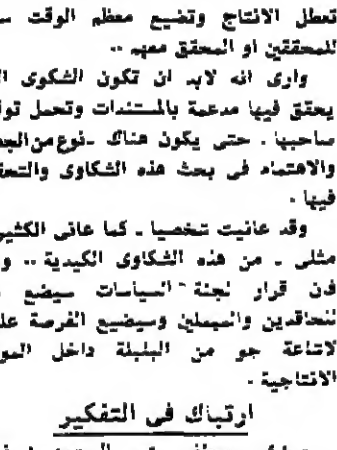 تعطل الانتاج وتضيع معظم الوقت
للمحققين او المحقق معهم ..
وارى انه لابد ان تكون الشكوى
يحقق فيها مدعمة بالمستندات وتحمل
صاحبها . حتى يكون هناك - نوع من
والاهتمام فى بحث هذه الشكاوى
فيها .
وقد عانيت شخصيا - كما عانى
مثلى - من هذه الشكاوى الكيدية ..
فان قرار لجنة السياسات سيضع
للحاقدين والمهملين وسيضيع الفرصة
لاشاعة جو من البلبلة داخل
الانتاجية .
ارتباك فى التفكير